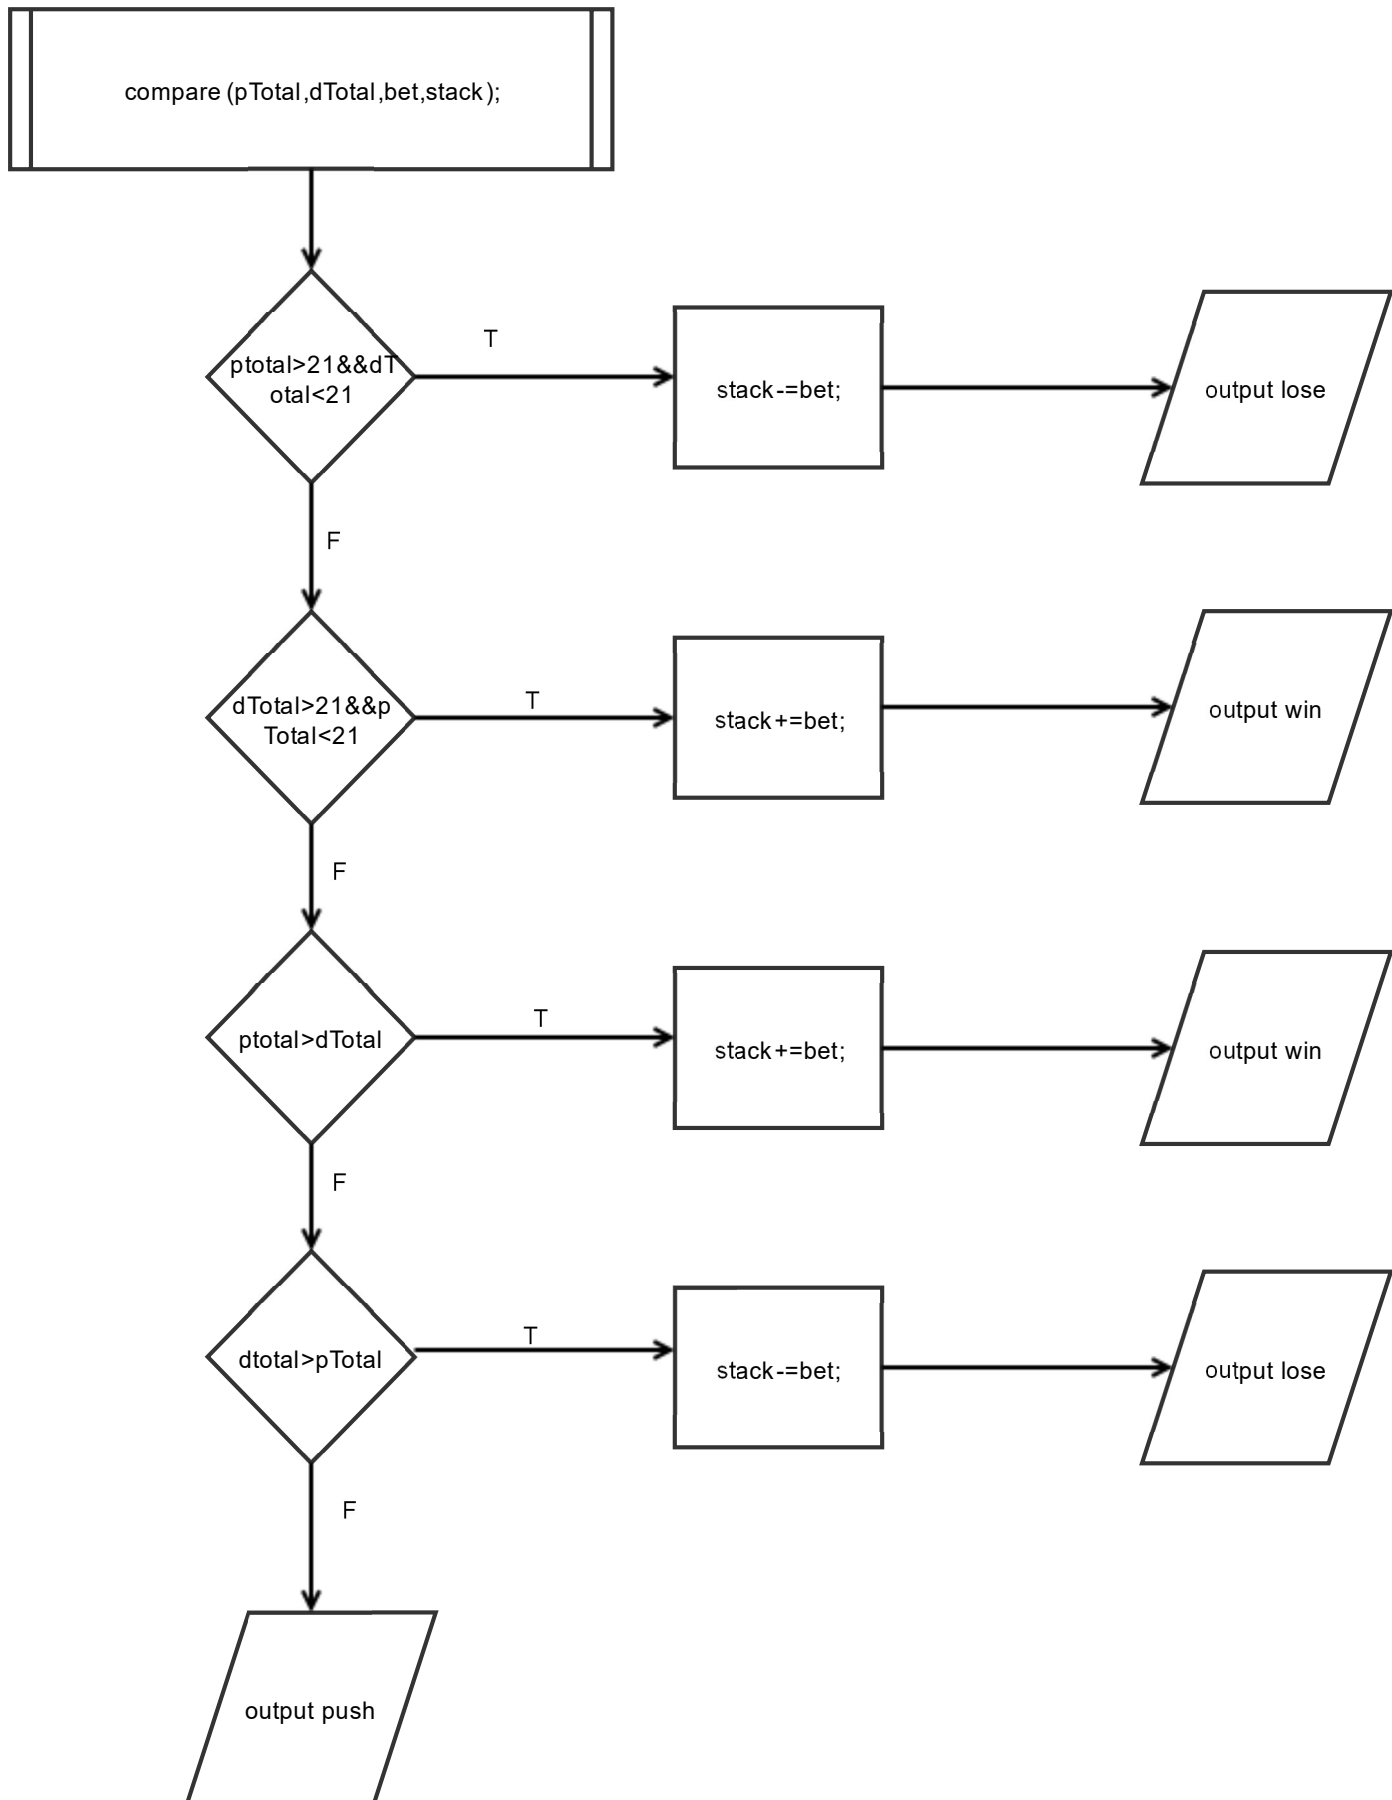 compare (pTotal,dTotal,bet,stack);
T
ptotal>21&&dT
otal<21
stack-=bet;
output lose
F
T
dTotal>21&&p
Total<21
stack+=bet;
output win
F
T
ptotal>dTotal
stack+=bet;
output win
F
T
dtotal>pTotal
stack-=bet;
output lose
F
output push